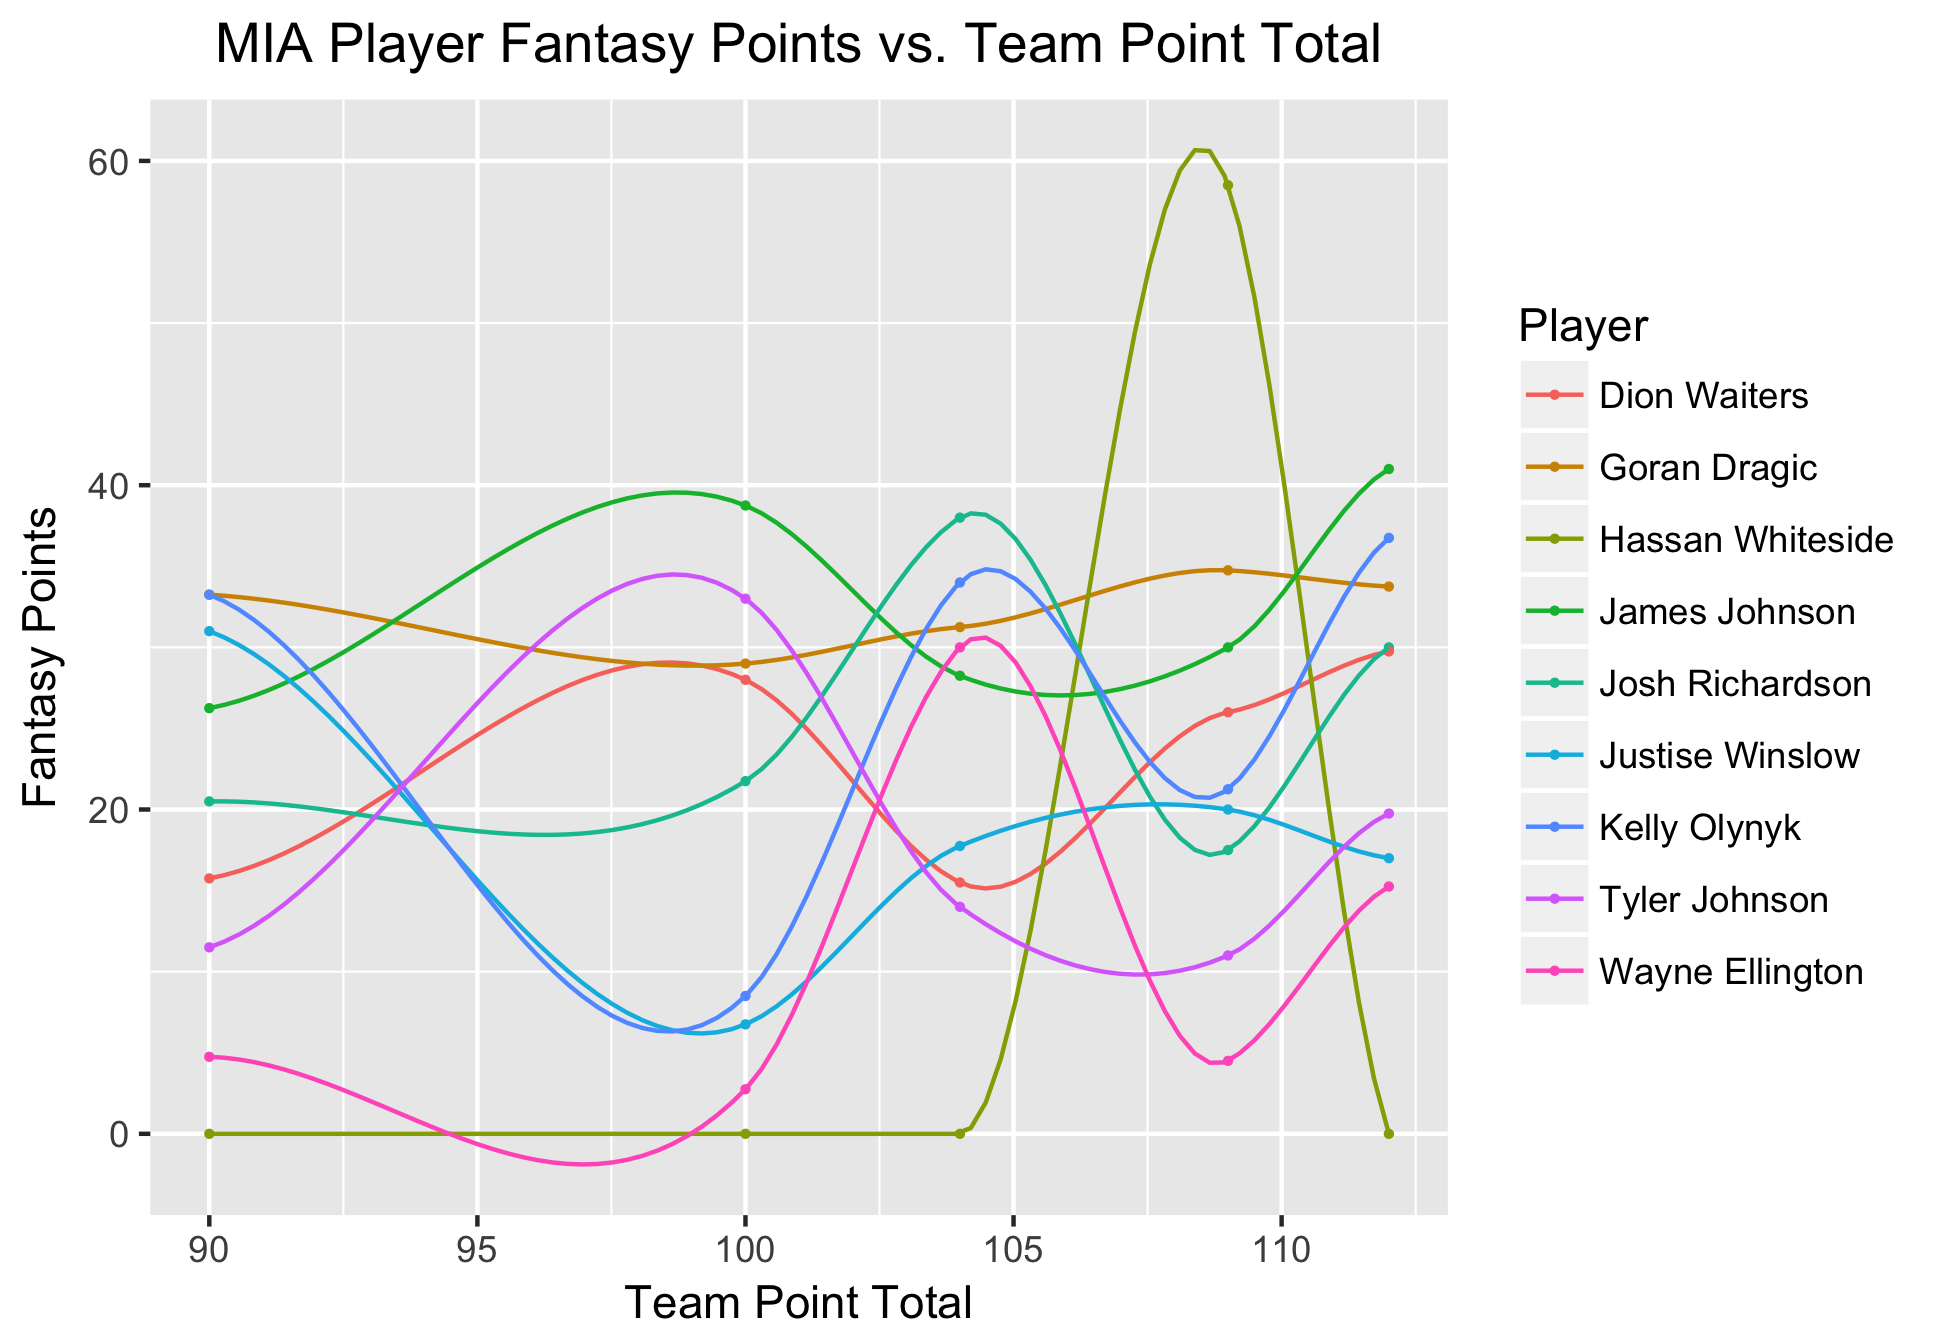 MIA Player Fantasy Points vs. Team Point Total
60
40
20
0
Fantasy Points
90 95 100 105 110
Team Point Total
Player
Dion Waiters
Goran Dragic
Hassan Whiteside
James Johnson
Josh Richardson
Justise Winslow
Kelly Olynyk
Tyler Johnson
Wayne Ellington